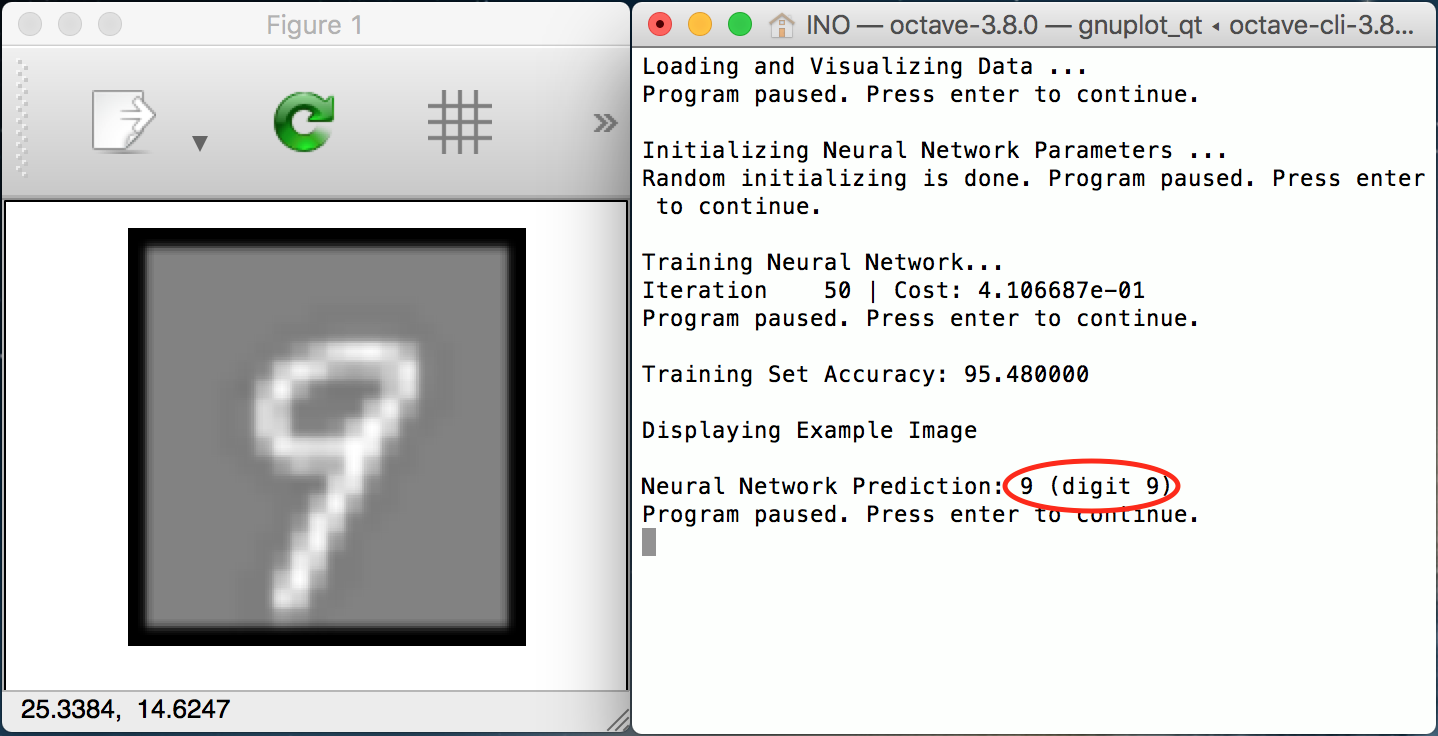 Figure 1
»
9
25.3384, 14.6247
INO — octave-3.8.0 — gnuplot_qt ◂ octave-cli-3.8...
Loading and Visualizing Data ...
Program paused. Press enter to continue.
Initializing Neural Network Parameters ...
Random initializing is done. Program paused. Press enter
to continue.
Training Neural Network...
Iteration    50 | Cost: 4.106687e-01
Program paused. Press enter to continue.
Training Set Accuracy: 95.480000
Displaying Example Image
Neural Network Prediction: 9 (digit 9)
Program paused. Press enter to continue.